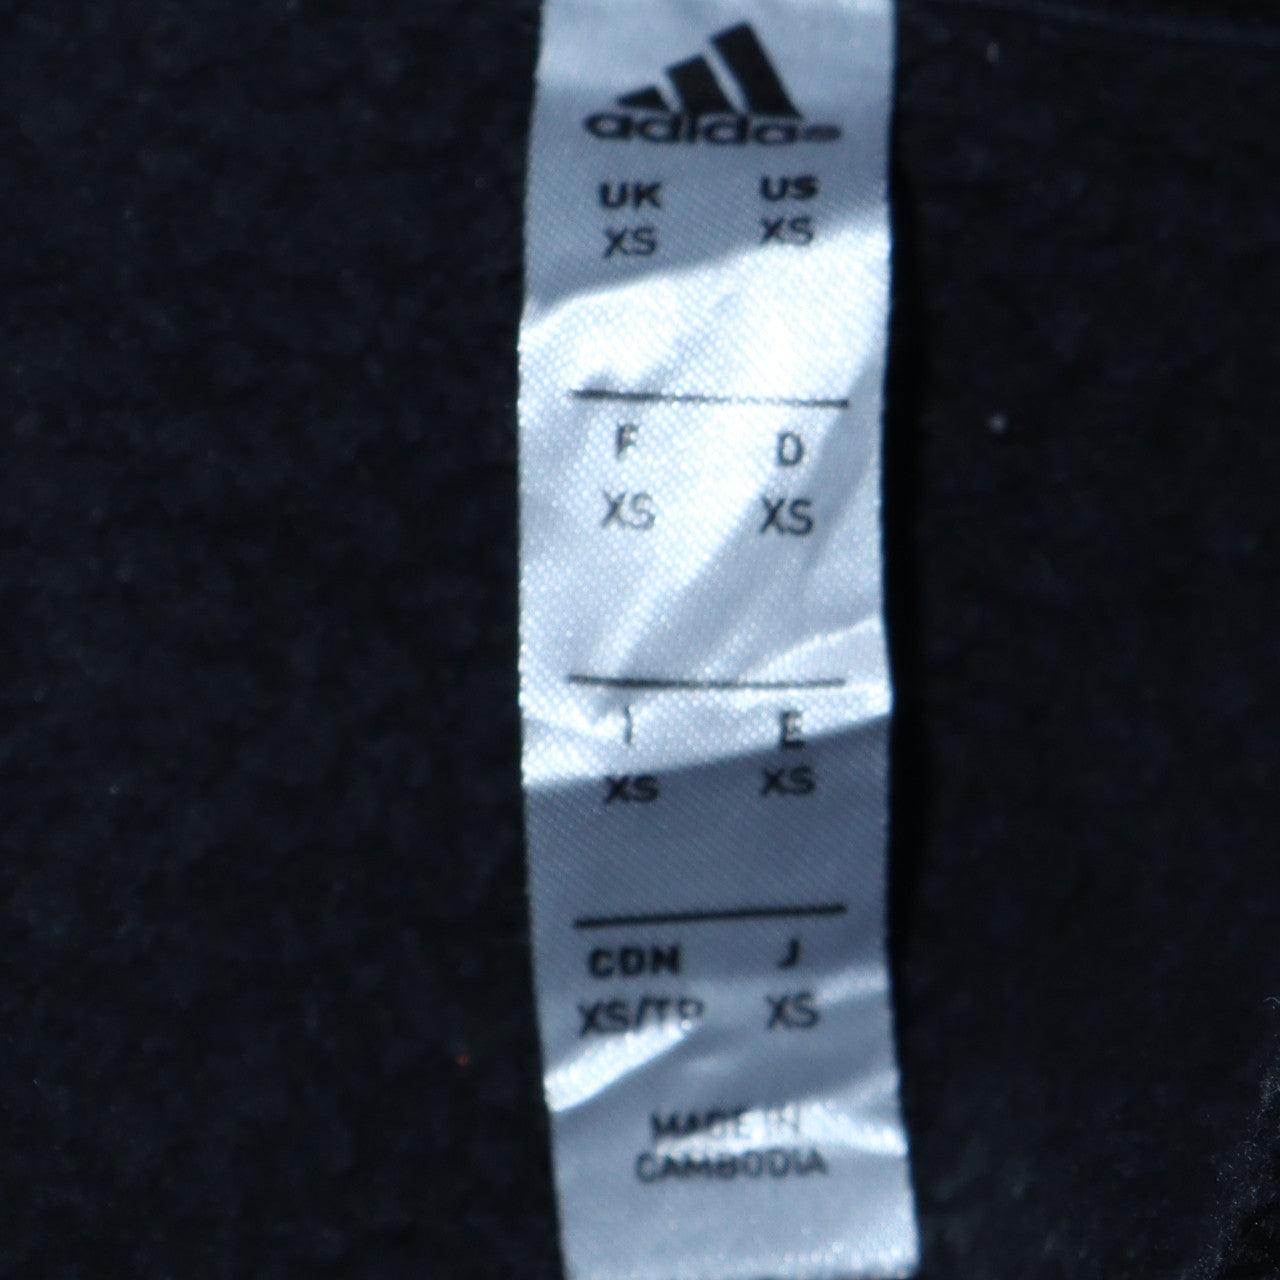 adidas
UK US
XS XS
F D
XS XS
I E
XS XS
CDN J
XS/TP XS
MADE IN
CAMBODIA